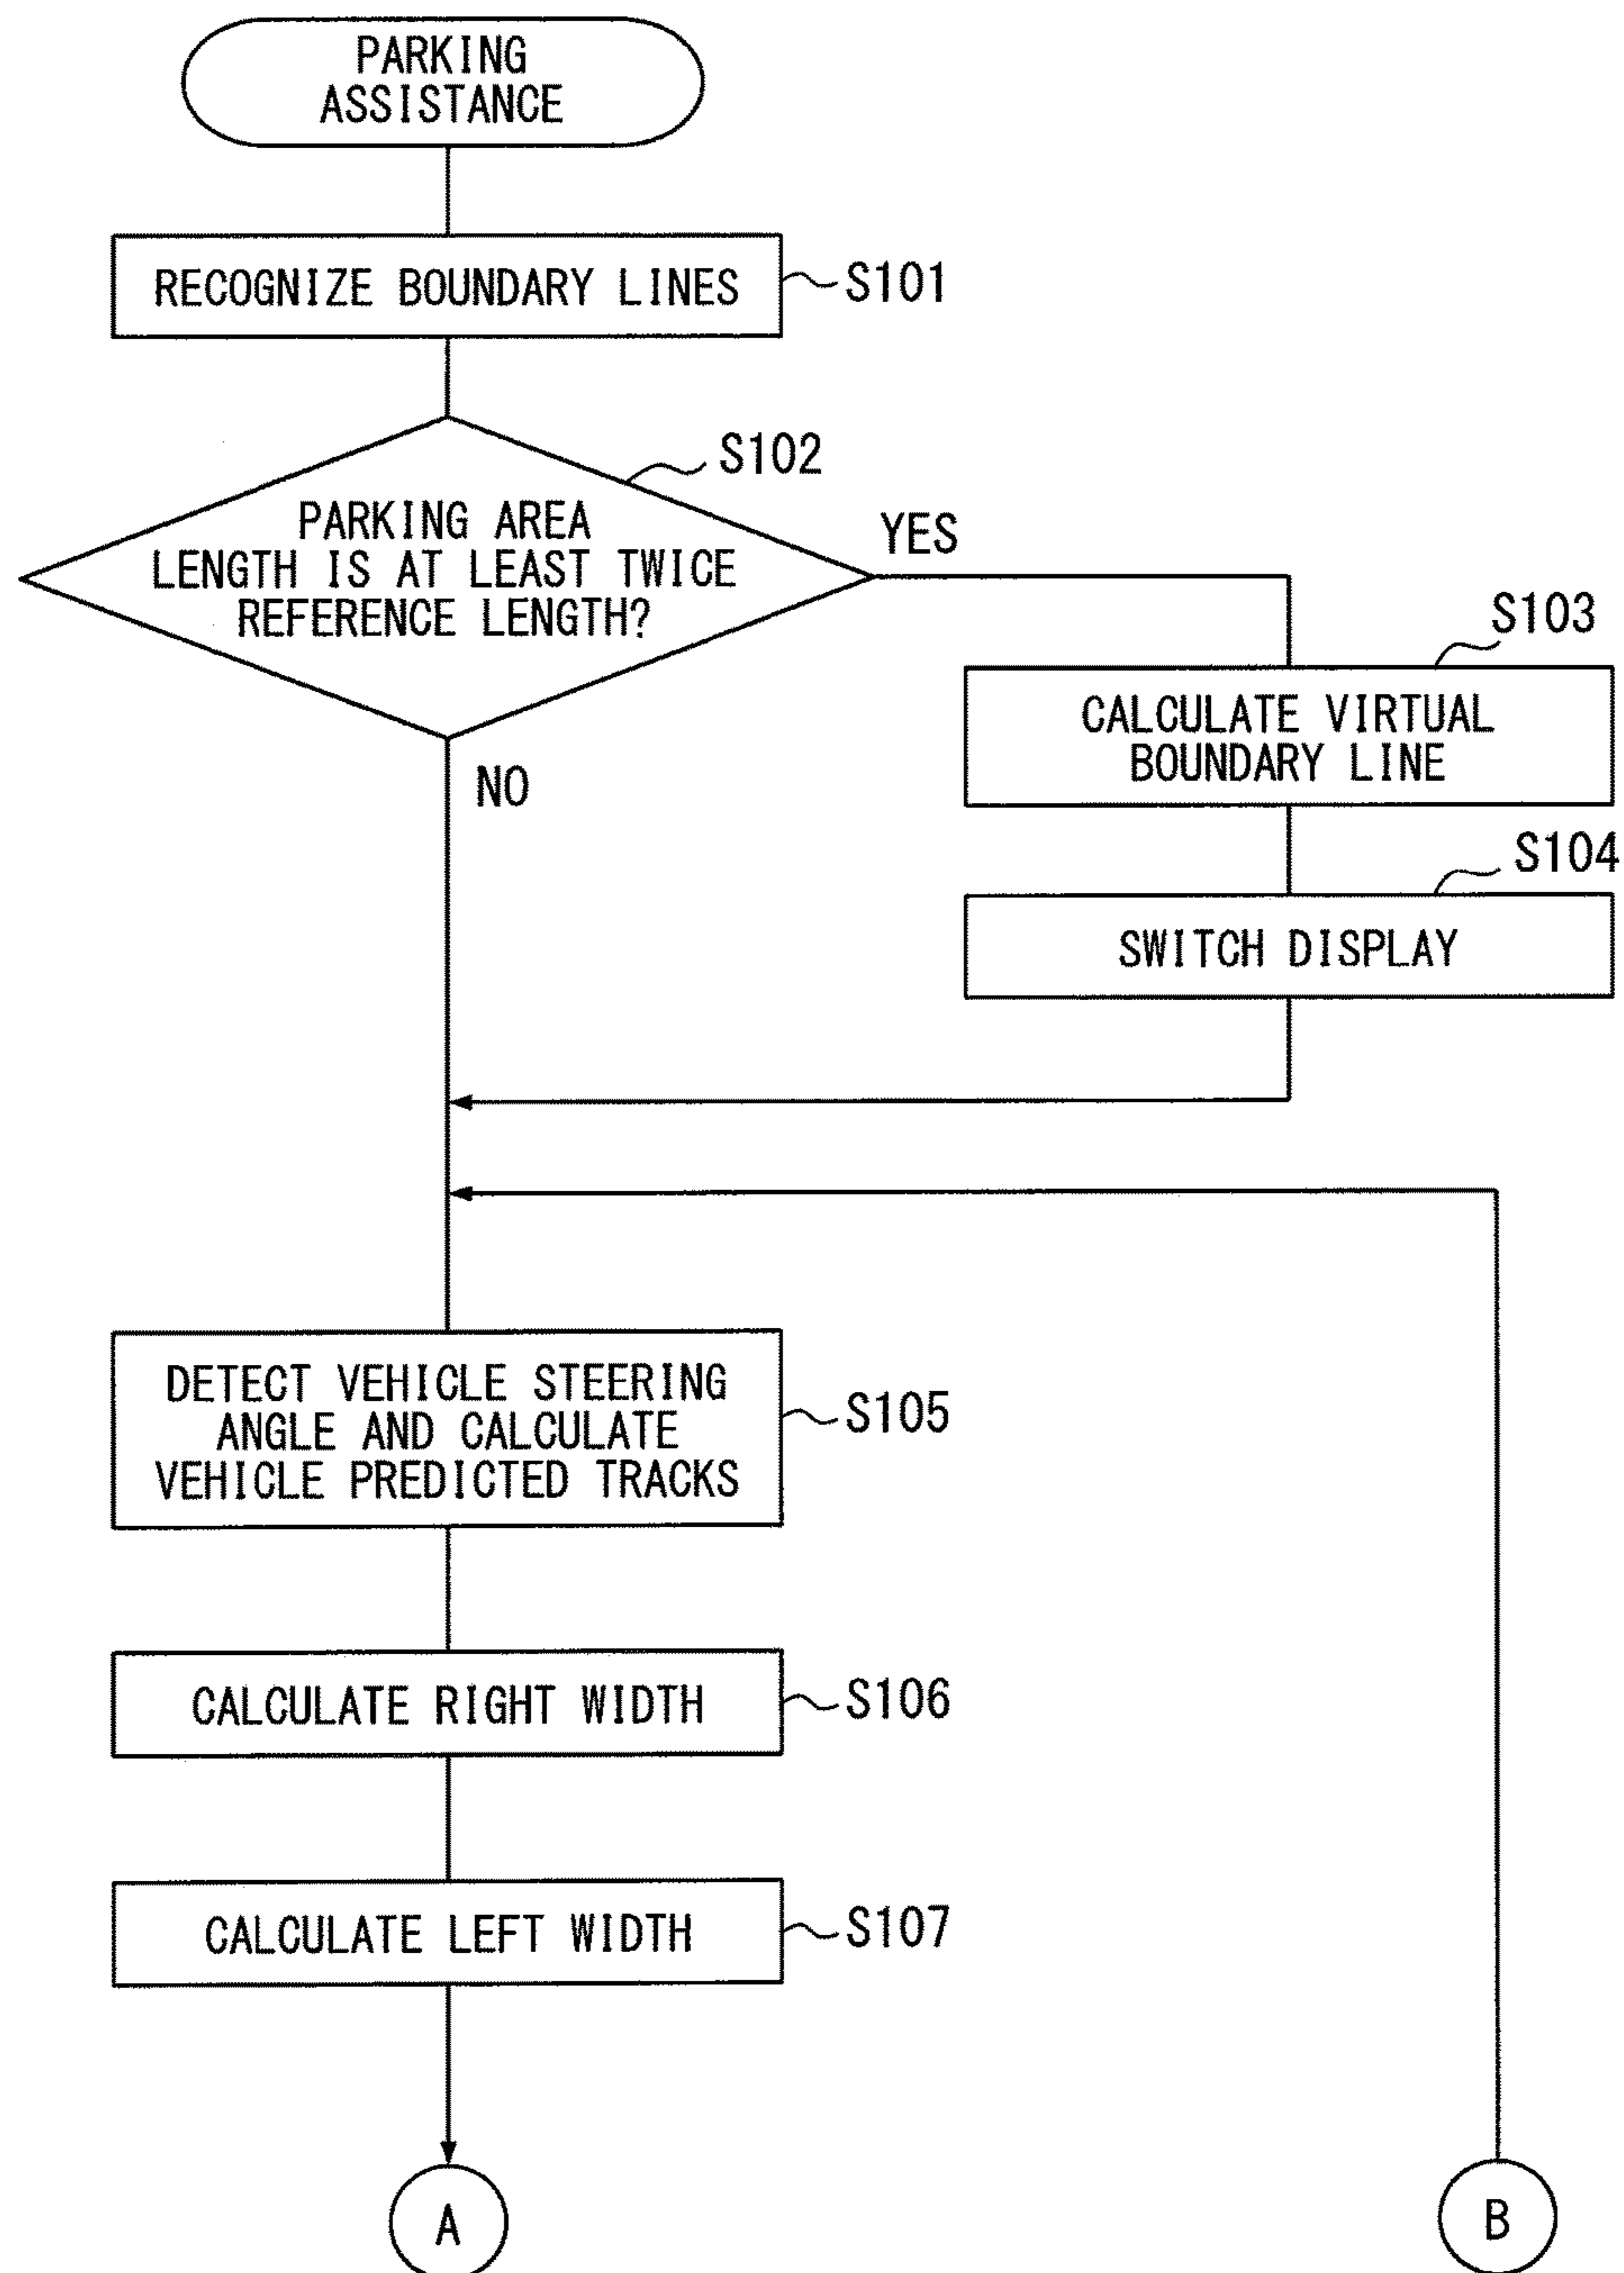 PARKING
ASSISTANCE
RECOGNIZE BOUNDARY LINES
S101
S102
PARKING AREA
LENGTH IS AT LEAST TWICE
REFERENCE LENGTH?
YES
NO
S103
CALCULATE VIRTUAL
BOUNDARY LINE
S104
SWITCH DISPLAY
DETECT VEHICLE STEERING
ANGLE AND CALCULATE
VEHICLE PREDICTED TRACKS
S105
CALCULATE RIGHT WIDTH
S106
CALCULATE LEFT WIDTH
S107
A
B